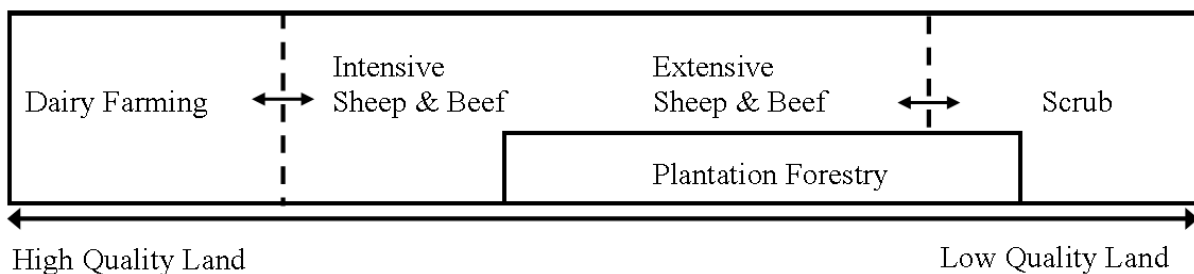 Dairy Farming
Intensive
Sheep & Beef
Extensive
Sheep & Beef
Scrub
Plantation Forestry
High Quality Land
Low Quality Land